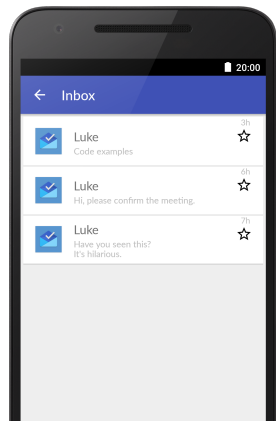 20:00
Inbox
3h
Luke
Code examples
6h
Luke
Hi, please confirm the meeting.
7h
Luke
Have you seen this?
It's hilarious.